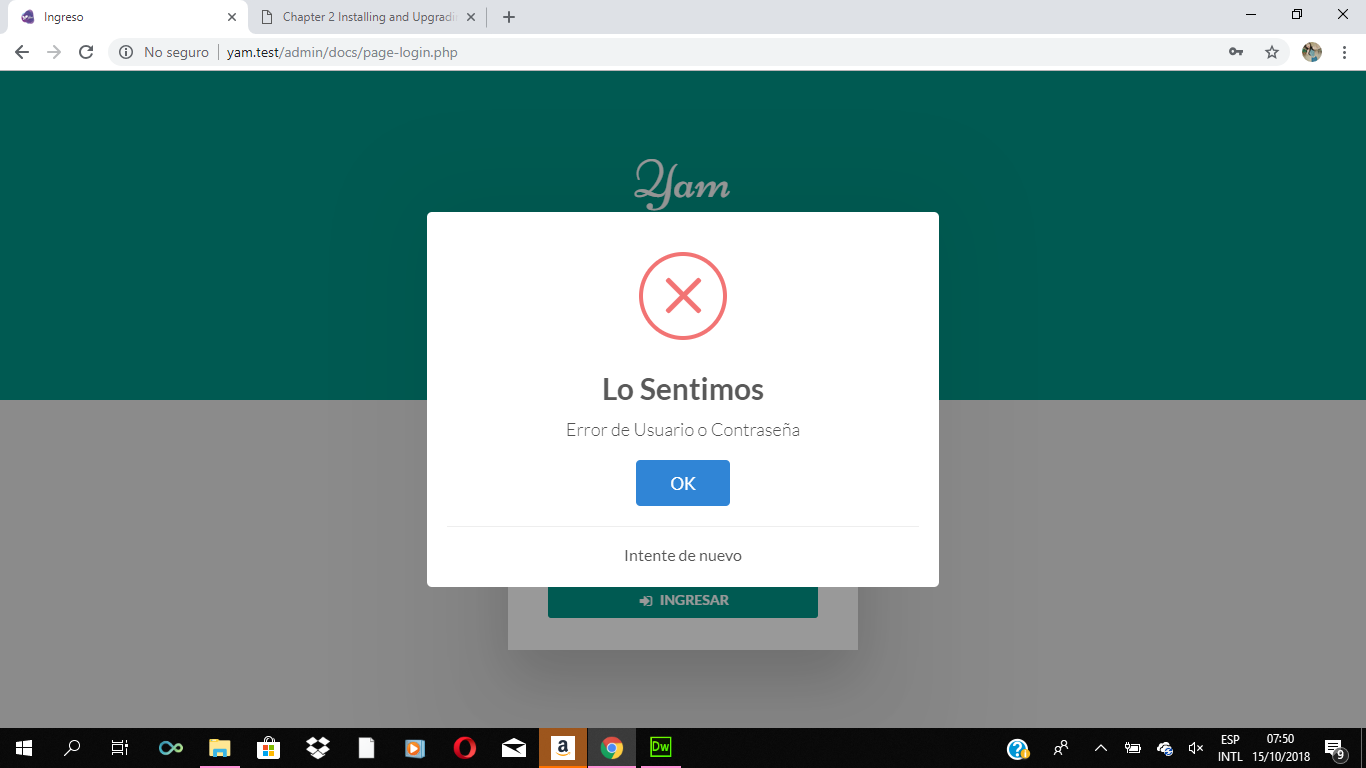 Ingreso
Chapter 2 Installing and Upgradi
No seguro
yam.test/admin/docs/page-login.php
Yam
Lo Sentimos
Error de Usuario o Contraseña
OK
Intente de nuevo
INGRESAR
a
Dw
?
ESP
INTL
07:50
15/10/2018
9